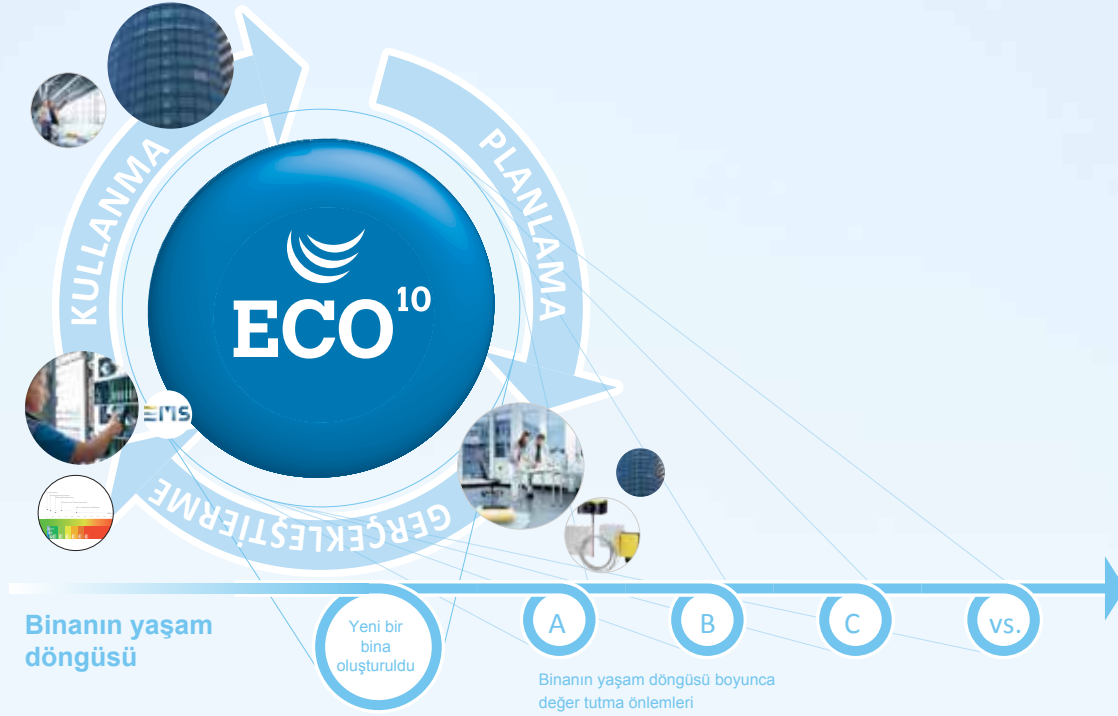 KULLANMA
PLANLAMA
ECO10
EMS
GERÇEKLEŞTİRME
Binanın yaşam
döngüsü
Yeni bir
bina
oluşturuldu
A
B
C
vs.
Binanın yaşam döngüsü boyunca
değer tutma önlemleri